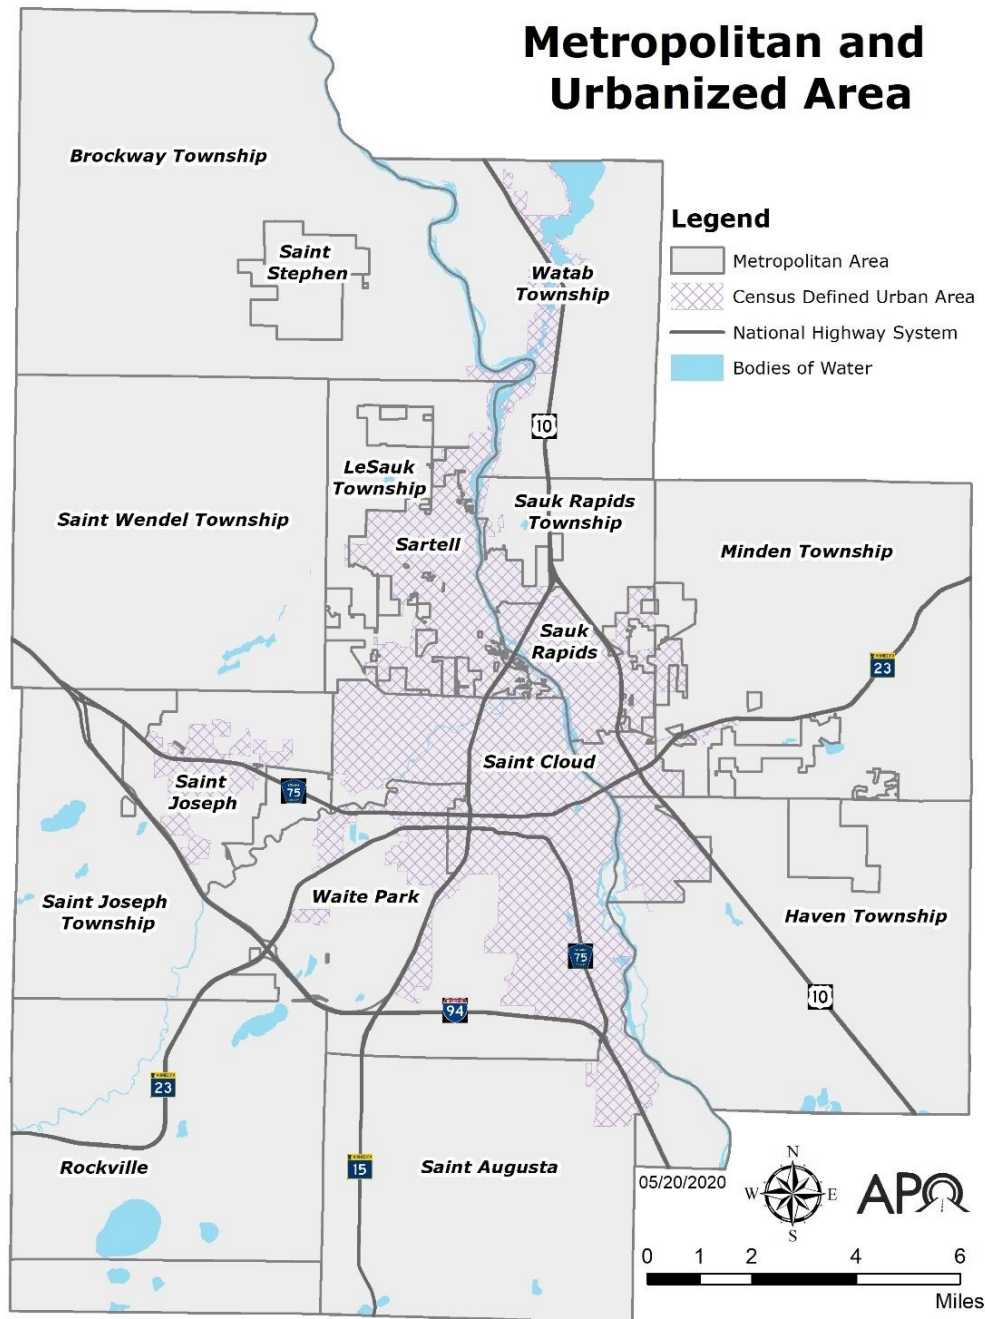 Metropolitan and
Urbanized Area
Brockway Township
Saint
Stephen
Watab
Township
Legend
Metropolitan Area
Census Defined Urban Area
National Highway System
Bodies of Water
10
LeSauk
Township
Saint Wendel Township
Sartell
Sauk Rapids
Township
Minden Township
Sauk
Rapids
23
Saint Cloud
Saint
Joseph
75
Saint Joseph
Township
Waite Park
Haven Township
75
10
94
23
Rockville
15
Saint Augusta
05/20/2020
N
W
E
S
APO
0 1 2 4 6
Miles